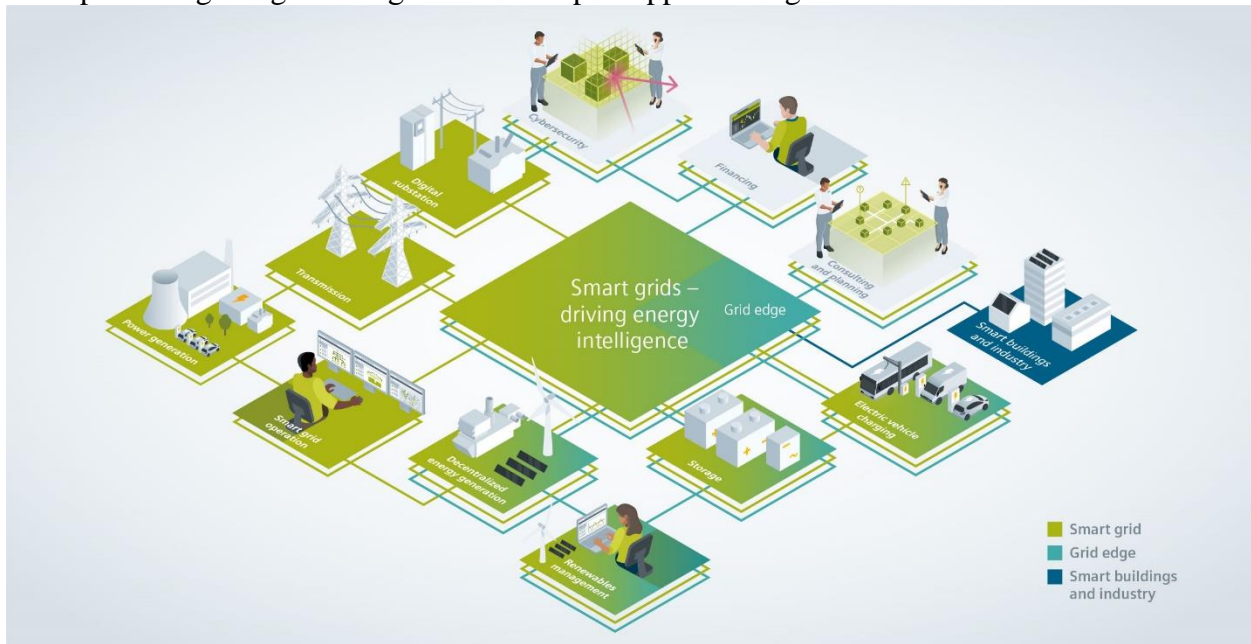 Cybersecurity
Financing
Digital
substation
Consulting
and planning
Transmission
Smart grids –
driving energy
intelligence
Grid edge
Smart buildings
and industry
Power generation
Electric vehicle
charging
Smart grid
operation
Decentralized
energy generation
Storage
Renewables
management
Smart grid
Grid edge
Smart buildings
and industry